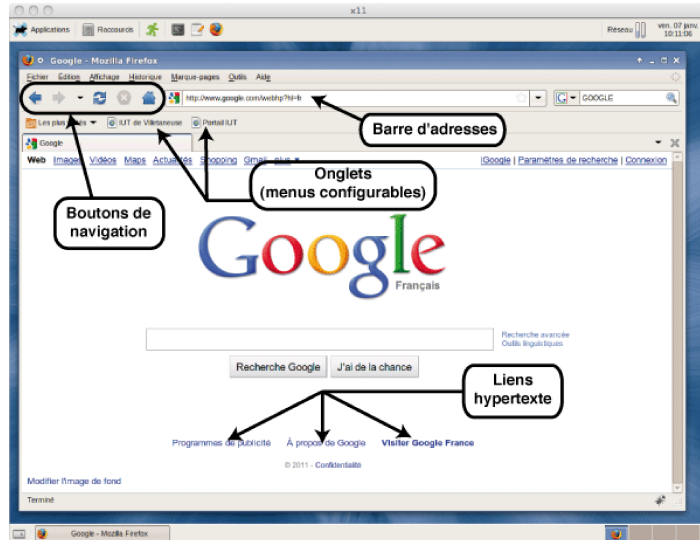 x11
Applications Raccourcis Réseau ven. 07 janv. 10:11:06
Google - Mozilla Firefox
Fichier Édition Affichage Historique Marque-pages Outils Aide
http://www.google.com/webhp?hl=fr GOOGLE
Les plus IUT de Villetaneuse Portail IUT
Barre d'adresses
Google
Web Images Vidéos Maps Actualités Shopping Gmail plus iGoogle | Paramètres de recherche | Connexion
Onglets
(menus configurables)
Boutons de
navigation
Google
Français
Recherche avancée
Outils linguistiques
Recherche Google J'ai de la chance
Liens
hypertexte
Programmes de publicité À propos de Google Visiter Google France
© 2011 - Confidentialité
Modifier l'image de fond
Terminé
Google - Mozilla Firefox